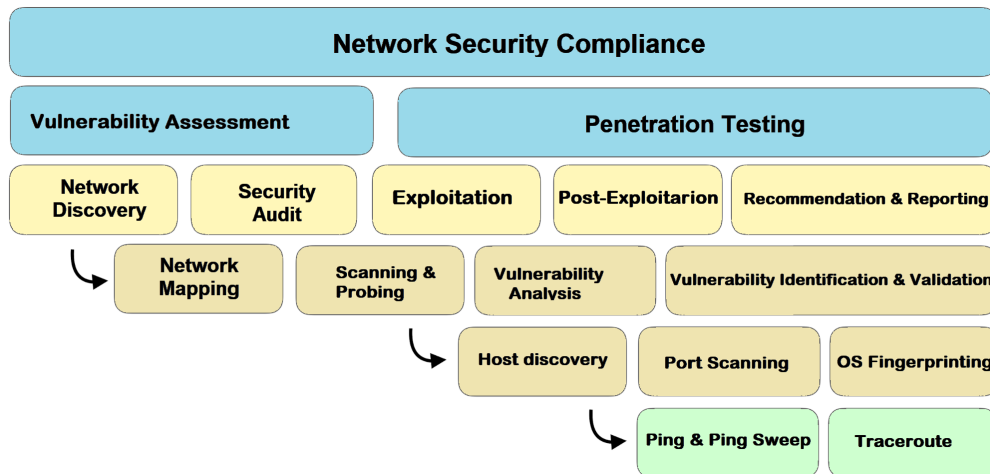 Network Security Compliance
Vulnerability Assessment
Penetration Testing
Network
Discovery
Security
Audit
Exploitation
Post-Exploitarion
Recommendation & Reporting
Network
Mapping
Scanning &
Probing
Vulnerability
Analysis
Vulnerability Identification & Validation
Host discovery
Port Scanning
OS Fingerprinting
Ping & Ping Sweep
Traceroute